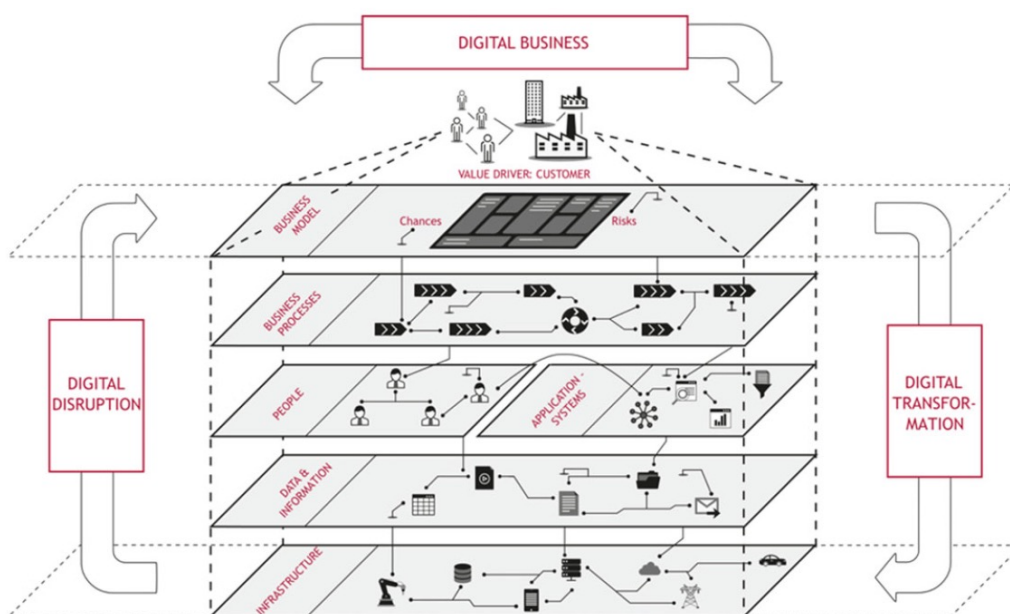 DIGITAL BUSINESS
VALUE DRIVER: CUSTOMER
BUSINESS
MODEL
Chances
Risks
BUSINESS
PROCESSES
DIGITAL
DISRUPTION
DIGITAL
TRANSFOR-
MATION
PEOPLE
APPLICATION -
SYSTEMS
DATA &
INFORMATION
INFRASTRUCTURE